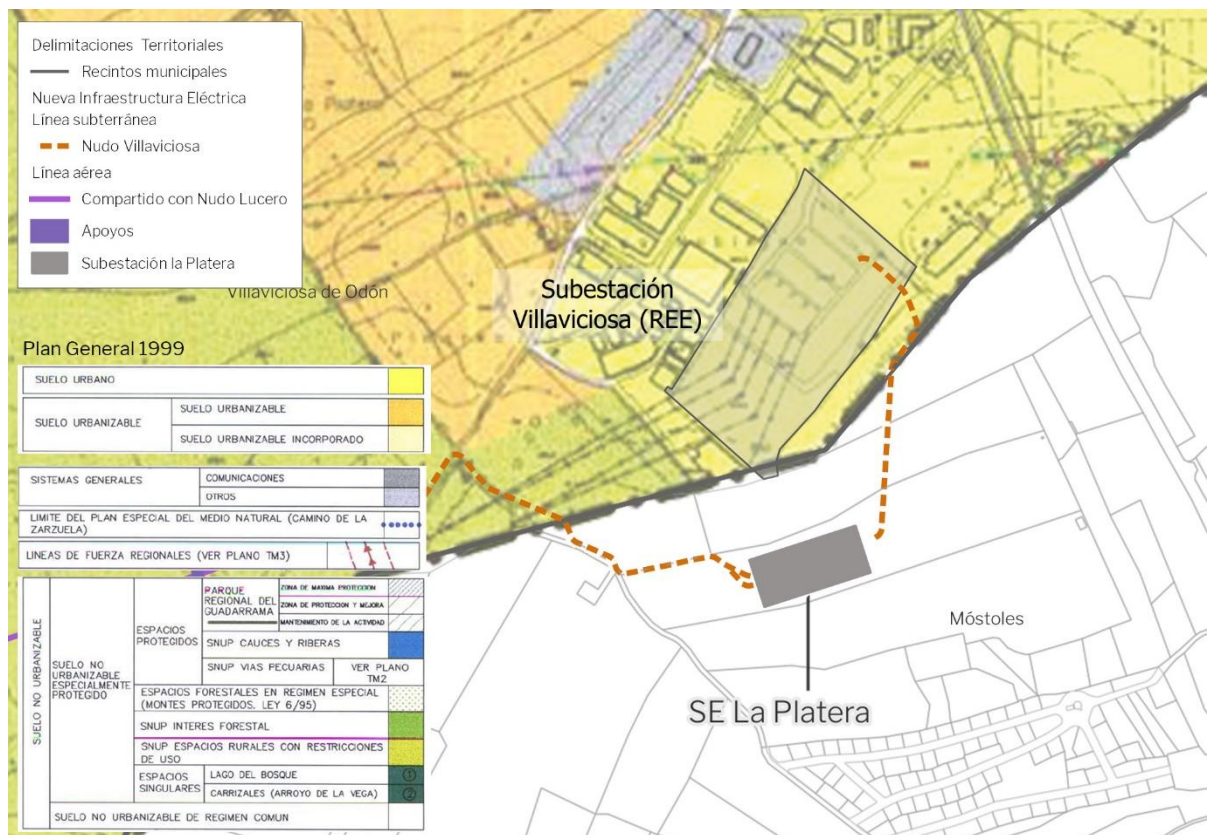 Delimitaciones Territoriales
Recintos municipales
Nueva Infraestructura Eléctrica
Línea subterránea
Nudo Villaviciosa
Línea aérea
Compartido con Nudo Lucero
Apoyos
Subestación la Platera
Villaviciosa de Odón
Subestación
Villaviciosa (REE)
Plan General 1999
SUELO URBANO
SUELO URBANIZABLE
SUELO URBANIZABLE
SUELO URBANIZABLE INCORPORADO
SISTEMAS GENERALES
COMUNICACIONES
OTROS
LIMITE DEL PLAN ESPECIAL DEL MEDIO NATURAL (CAMINO DE LA
ZARZUELA)
LINEAS DE FUERZA REGIONALES (VER PLANO TM3)
SUELO NO URBANIZABLE
SUELO NO
URBANIZABLE
ESPECIALMENTE
PROTEGIDO
ESPACIOS
PROTEGIDOS
PARQUE
REGIONAL DEL
GUADARRAMA
ZONA DE MAXIMA PROTECCION
ZONA DE PROTECCION Y MEJORA
MANTENIMIENTO DE LA ACTIVIDAD
SNUP CAUCES Y RIBERAS
SNUP VIAS PECUARIAS
VER PLANO
TM2
ESPACIOS FORESTALES EN REGIMEN ESPECIAL
(MONTES PROTEGIDOS. LEY 6/95)
SNUP INTERES FORESTAL
SNUP ESPACIOS RURALES CON RESTRICCIONES
DE USO
ESPACIOS
SINGULARES
LAGO DEL BOSQUE
1
CARRIZALES (ARROYO DE LA VEGA)
2
SUELO NO URBANIZABLE DE REGIMEN COMUN
Móstoles
SE La Platera